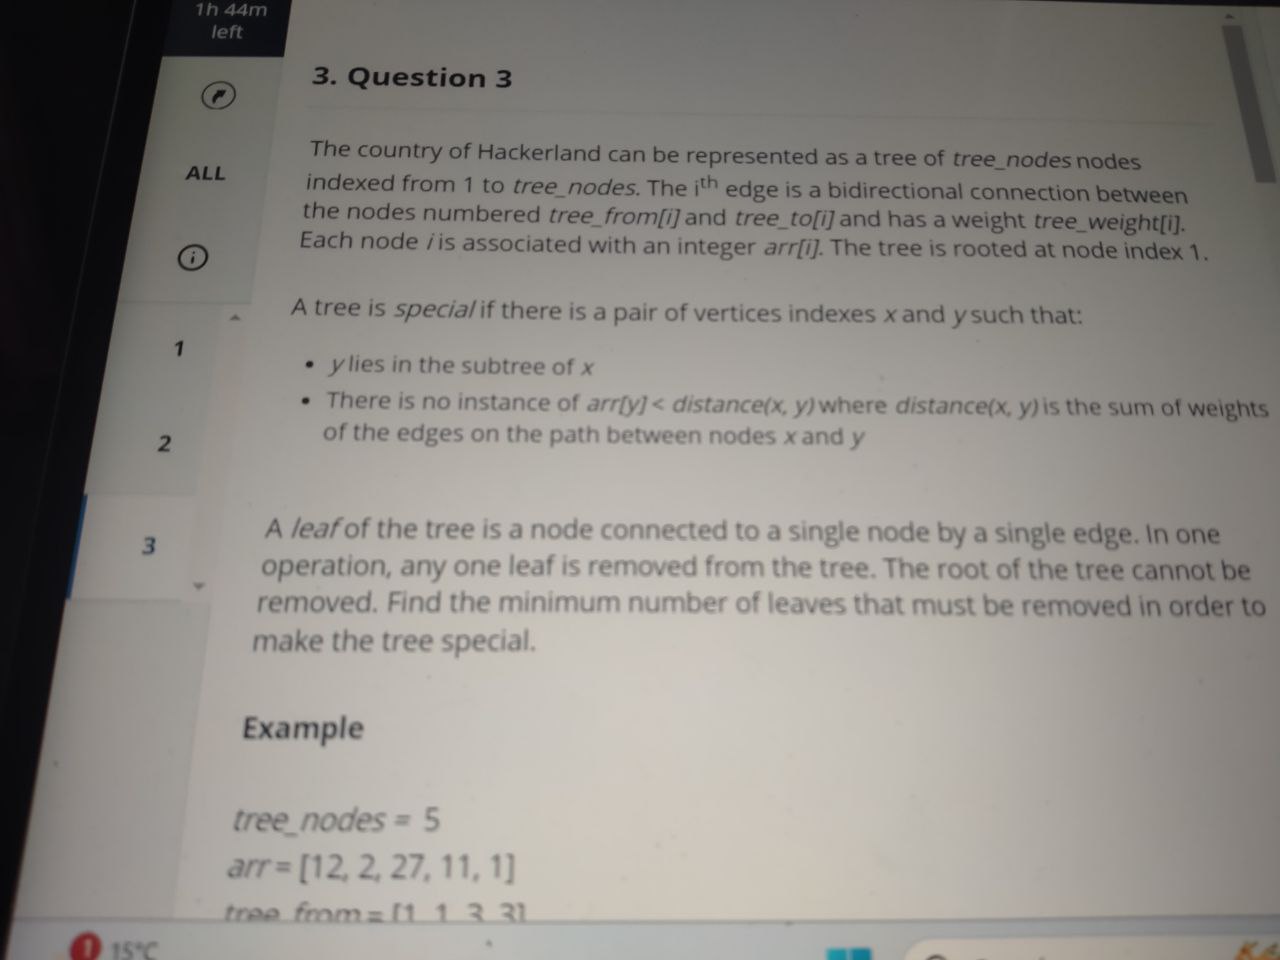 1h 44m
left
3. Question 3
ALL
The country of Hackerland can be represented as a tree of tree_nodes nodes
indexed from 1 to tree_nodes. The ith edge is a bidirectional connection between
the nodes numbered tree_from[i] and tree_to[i] and has a weight tree_weight[i].
Each node i is associated with an integer arr[i]. The tree is rooted at node index 1.
A tree is special if there is a pair of vertices indexes x and y such that:
1
• y lies in the subtree of x
• There is no instance of arr[y] < distance(x, y) where distance(x, y) is the sum of weights
of the edges on the path between nodes x and y
2
A leaf of the tree is a node connected to a single node by a single edge. In one
3
operation, any one leaf is removed from the tree. The root of the tree cannot be
removed. Find the minimum number of leaves that must be removed in order to
make the tree special.
Example
tree_nodes = 5
arr = [12, 2, 27, 11, 1]
tree_from = [1, 1, 3, 3]
1
15°C